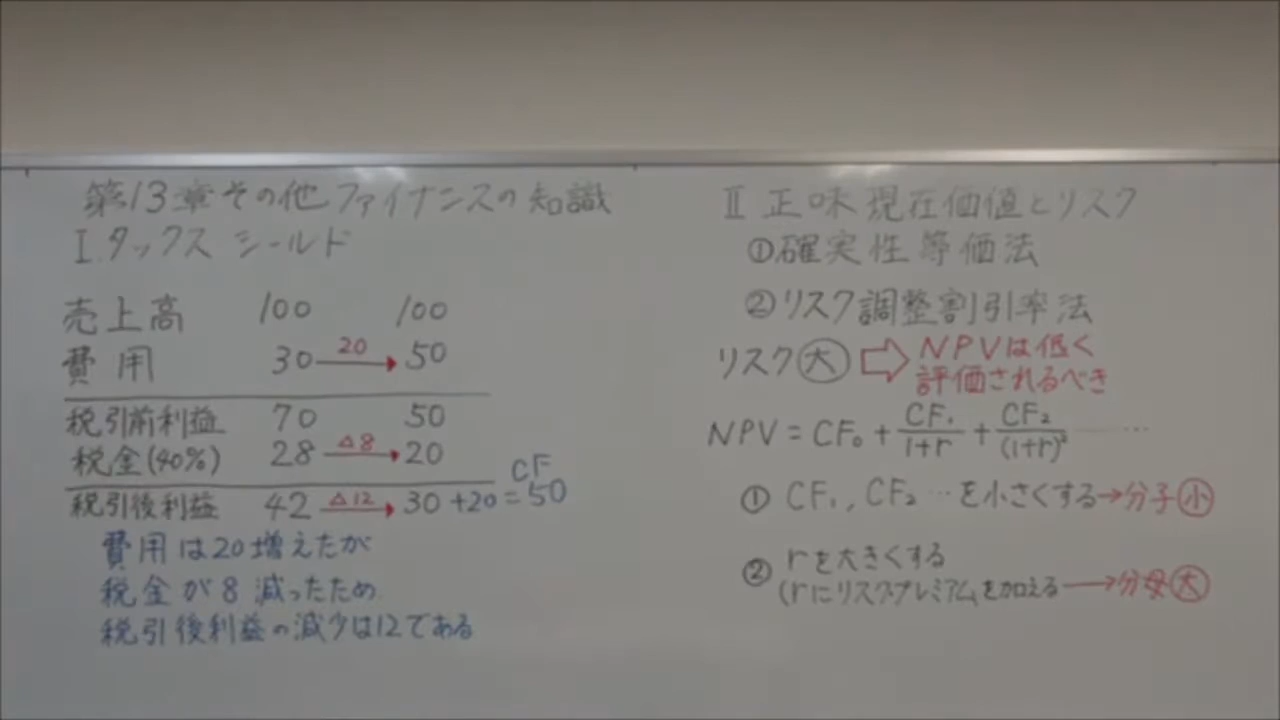 第13章その他ファイナンスの知識
I.タックス シールド
売上高 100 100
費用 30 20 50
税引前利益 70 50
税金(40%) 28 △8 20
税引後利益 42 △12 30 +20 = 50
CF
費用は20増えたが
税金が8減ったため
税引後利益の減少は12である
II 正味現在価値とリスク
①確実性等価法
②リスク調整割引率法
リスク大 ⇨ NPVは低く
評価されるべき
NPV = CF₀ + CF₁/(1+r) + CF₂/(1+r)² ……
① CF₁, CF₂ …を小さくする→分子小
② rを大きくする
(rにリスクプレミアムを加える→分母大